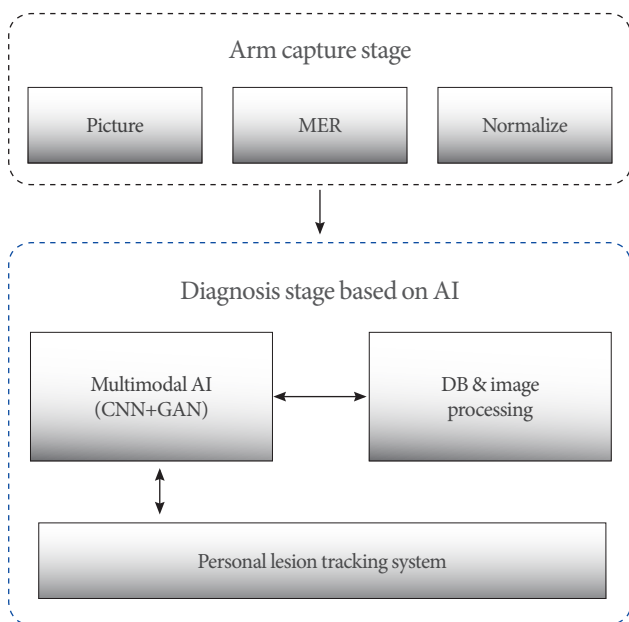 Arm capture stage
Picture
MER
Normalize
Diagnosis stage based on AI
Multimodal AI
(CNN+GAN)
DB & image
processing
Personal lesion tracking system